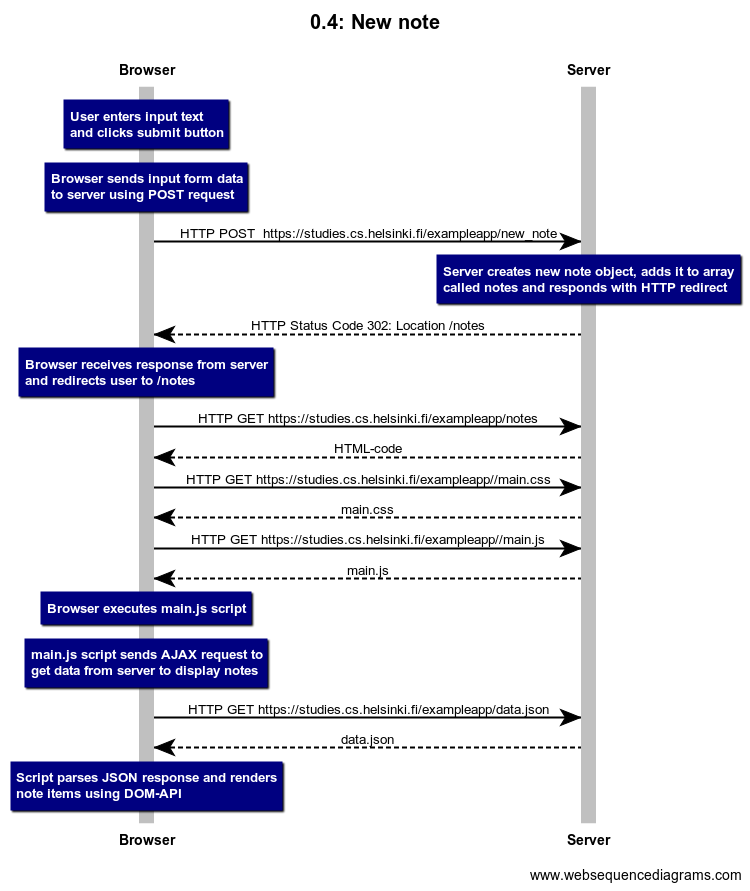 0.4: New note
Browser
Server
User enters input text
and clicks submit button
Browser sends input form data
to server using POST request
HTTP POST  https://studies.cs.helsinki.fi/exampleapp/new_note
Server creates new note object, adds it to array
called notes and responds with HTTP redirect
HTTP Status Code 302: Location /notes
Browser receives response from server
and redirects user to /notes
HTTP GET https://studies.cs.helsinki.fi/exampleapp/notes
HTML-code
HTTP GET https://studies.cs.helsinki.fi/exampleapp//main.css
main.css
HTTP GET https://studies.cs.helsinki.fi/exampleapp//main.js
main.js
Browser executes main.js script
main.js script sends AJAX request to
get data from server to display notes
HTTP GET https://studies.cs.helsinki.fi/exampleapp/data.json
data.json
Script parses JSON response and renders
note items using DOM-API
Browser
Server
www.websequencediagrams.com